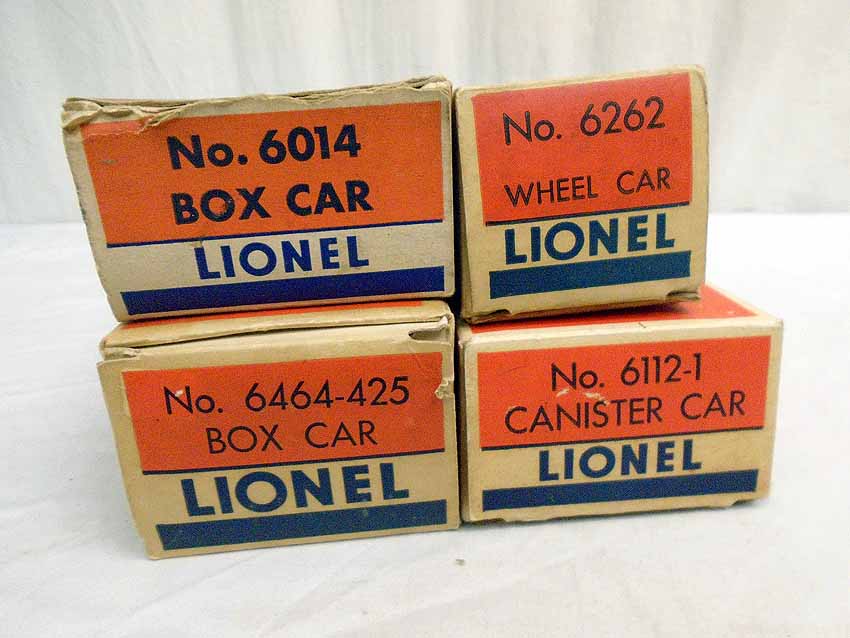 No. 6014
BOX CAR
LIONEL
No. 6262
WHEEL CAR
LIONEL
No. 6464-425
BOX CAR
LIONEL
No. 6112-1
CANISTER CAR
LIONEL